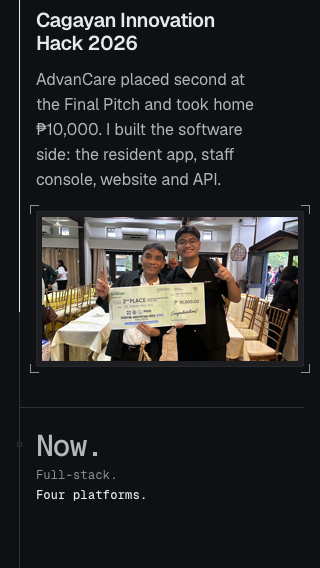 Cagayan Innovation
Hack 2026
AdvanCare placed second at
the Final Pitch and took home
₱10,000. I built the software
side: the resident app, staff
console, website and API.
2ND PLACE
₱ 10,000.00
Congratulations!
Now.
Full-stack.
Four platforms.